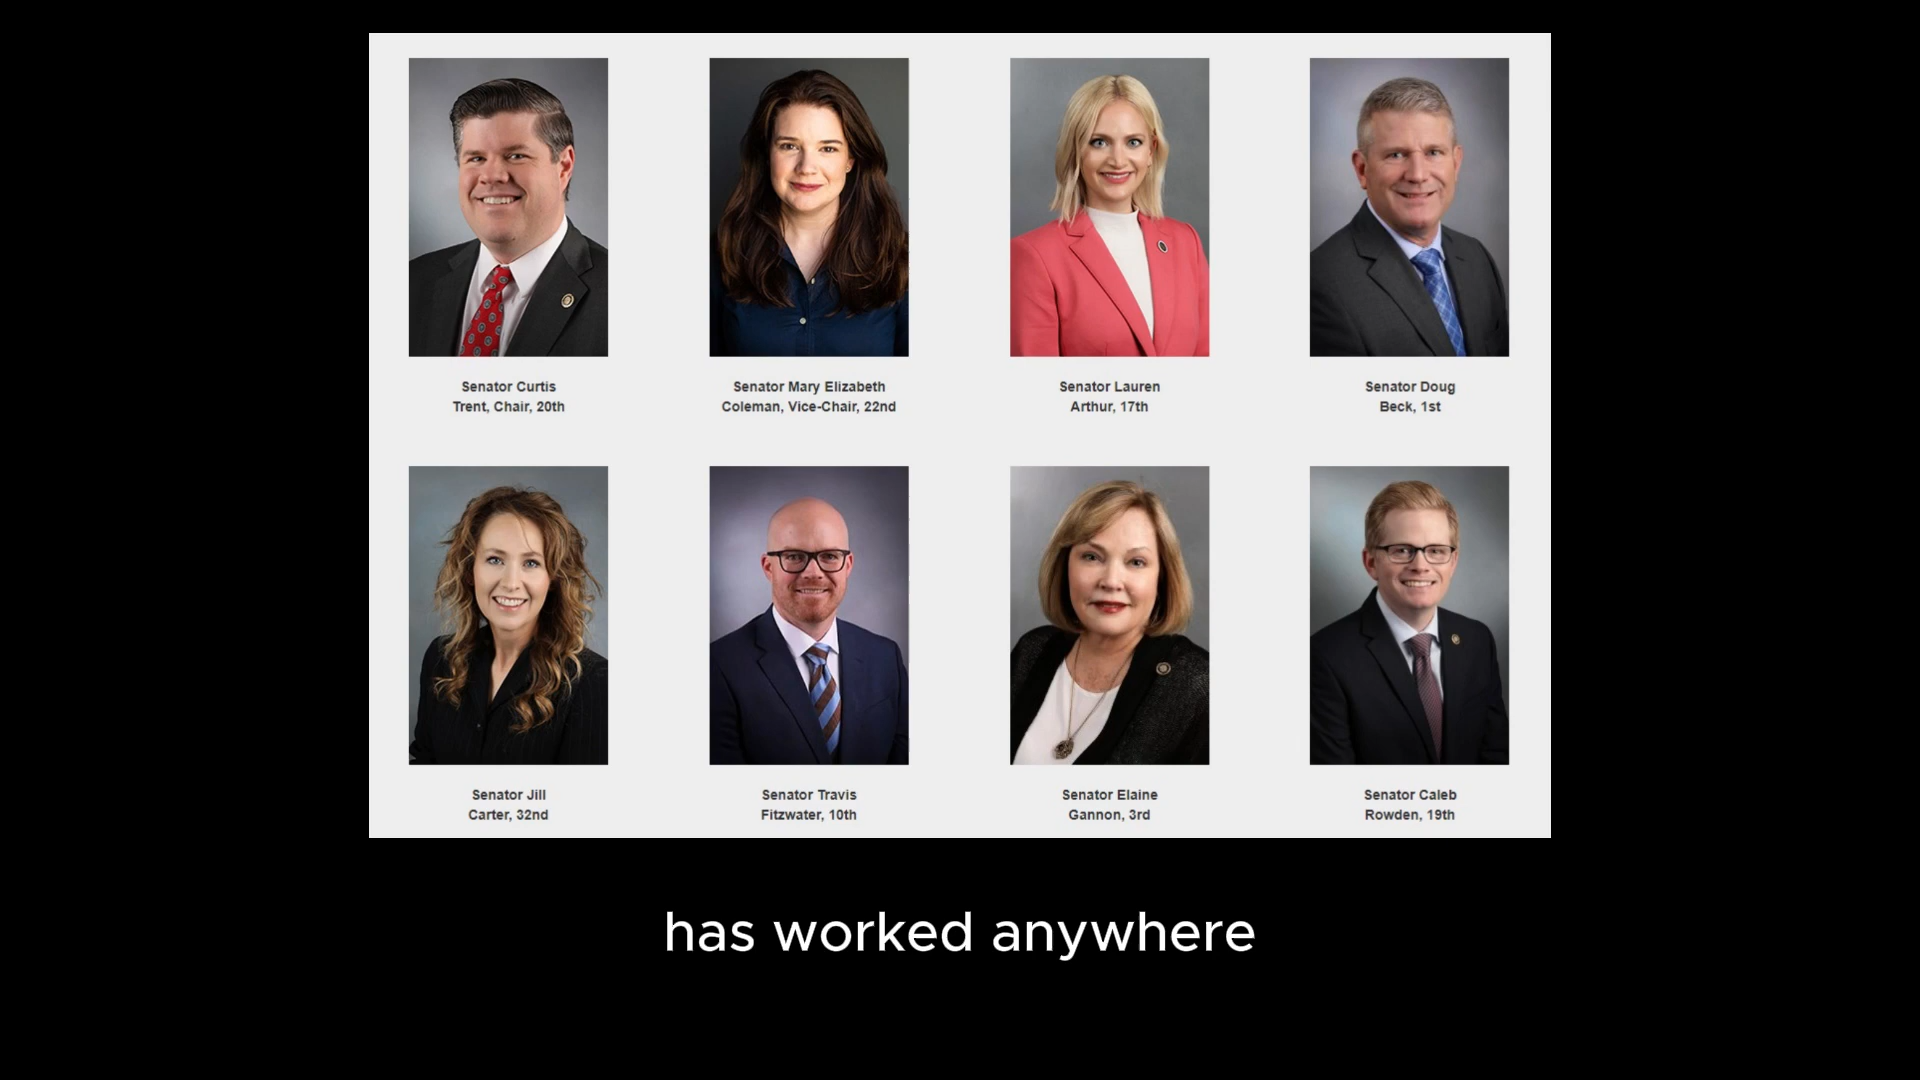 Senator Curtis
Trent, Chair, 20th
Senator Mary Elizabeth
Coleman, Vice-Chair, 22nd
Senator Lauren
Arthur, 17th
Senator Doug
Beck, 1st
Senator Jill
Carter, 32nd
Senator Travis
Fitzwater, 10th
Senator Elaine
Gannon, 3rd
Senator Caleb
Rowden, 19th
has worked anywhere